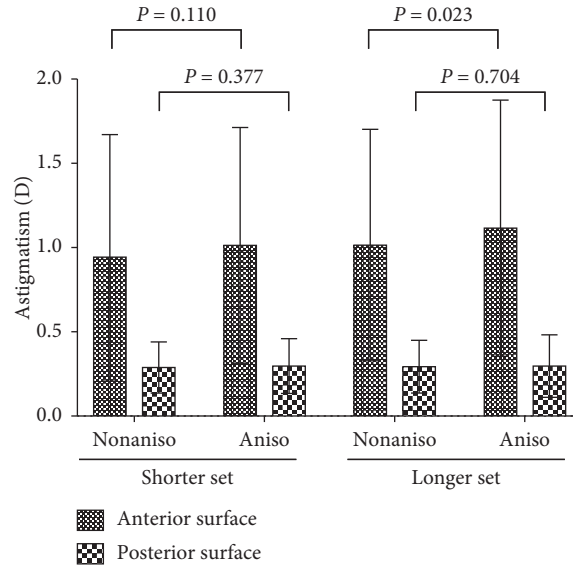 P = 0.110
P = 0.023
P = 0.377
P = 0.704
2.0
1.5
1.0
0.5
0.0
Astigmatism (D)
Nonaniso Aniso Nonaniso Aniso
Shorter set Longer set
Anterior surface
Posterior surface